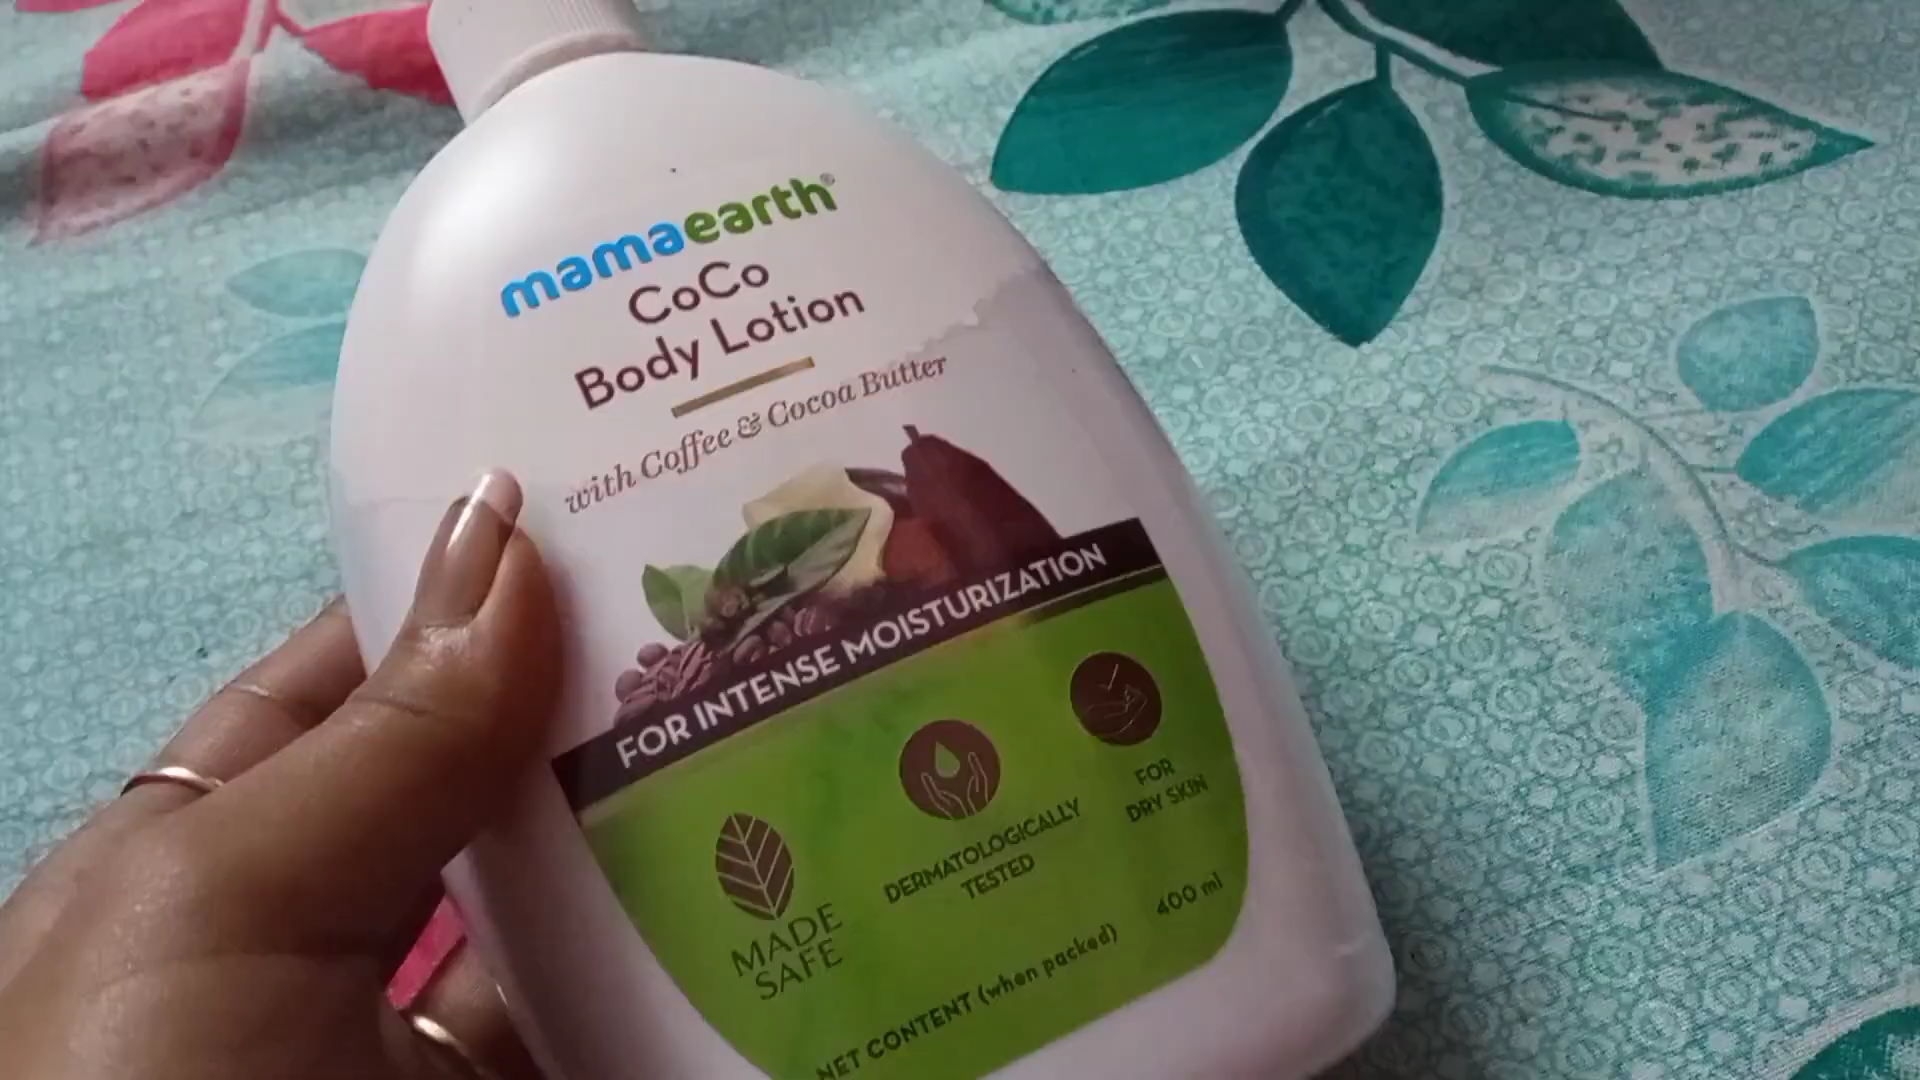 mamaearth®
CoCo
Body Lotion
with Coffee & Cocoa Butter
FOR INTENSE MOISTURIZATION
MADE
SAFE
DERMATOLOGICALLY
TESTED
FOR
DRY SKIN
NET CONTENT (when packed) 400 ml